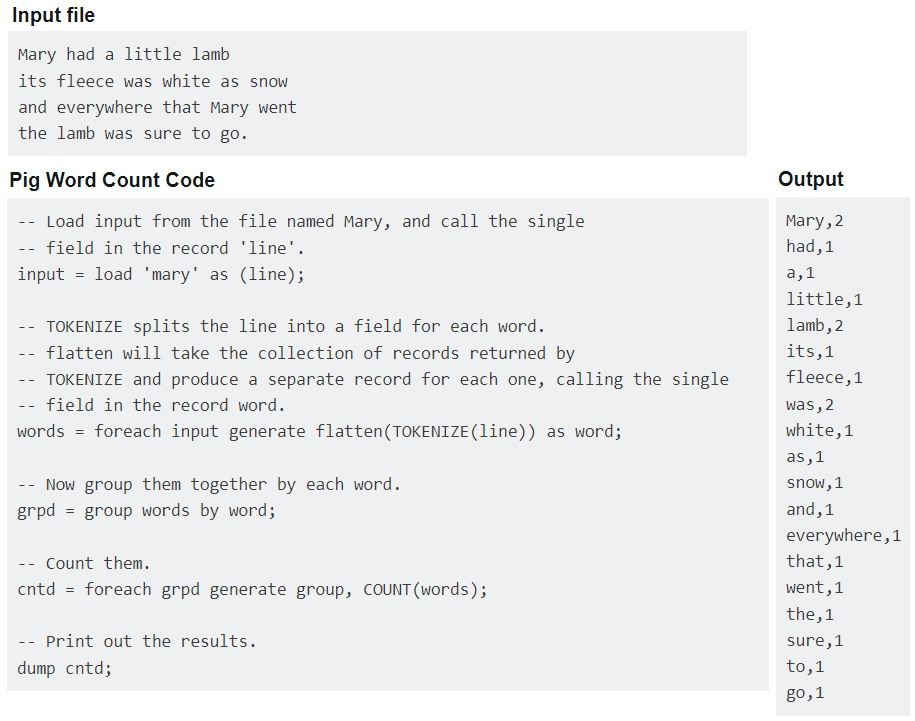 Input file
Mary had a little lamb
its fleece was white as snow
and everywhere that Mary went
the lamb was sure to go.
Pig Word Count Code
-- Load input from the file named Mary, and call the single
-- field in the record 'line'.
input = load 'mary' as (line);
-- TOKENIZE splits the line into a field for each word.
-- flatten will take the collection of records returned by
-- TOKENIZE and produce a separate record for each one, calling the single
-- field in the record word.
words = foreach input generate flatten(TOKENIZE(line)) as word;
-- Now group them together by each word.
grpd = group words by word;
-- Count them.
cntd = foreach grpd generate group, COUNT(words);
-- Print out the results.
dump cntd;
Output
Mary,2
had,1
a,1
little,1
lamb,2
its,1
fleece,1
was,2
white,1
as,1
snow,1
and,1
everywhere,1
that,1
went,1
the,1
sure,1
to,1
go,1